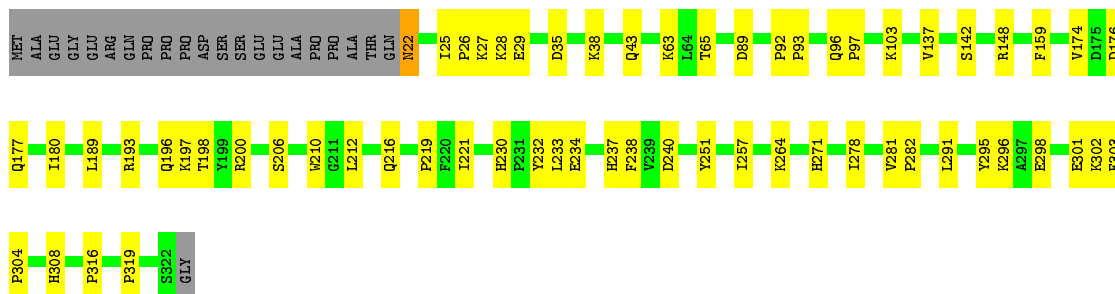 MET ALA GLU GLY GLU ARG GLN PRO PRO PRO ASP SER SER GLU GLU ALA PRO PRO ALA THR GLN N22 I25 P26 K27 K28 E29 D35 K38 Q43 K63 L64 T65 D89 P92 P93 Q96 P97 K103 V137 S142 R148 F159 V174 D175 D176
Q177 I180 L189 R193 Q196 K197 T198 Y199 R200 S206 W210 G211 L212 Q216 P219 F220 I221 H230 P231 Y232 L233 E234 H237 F238 V239 D240 Y251 I257 K264 H271 I278 V281 P282 L291 Y295 K296 A297 E298 E301 K302 F303
P304 H308 P316 P319 S322 GLY